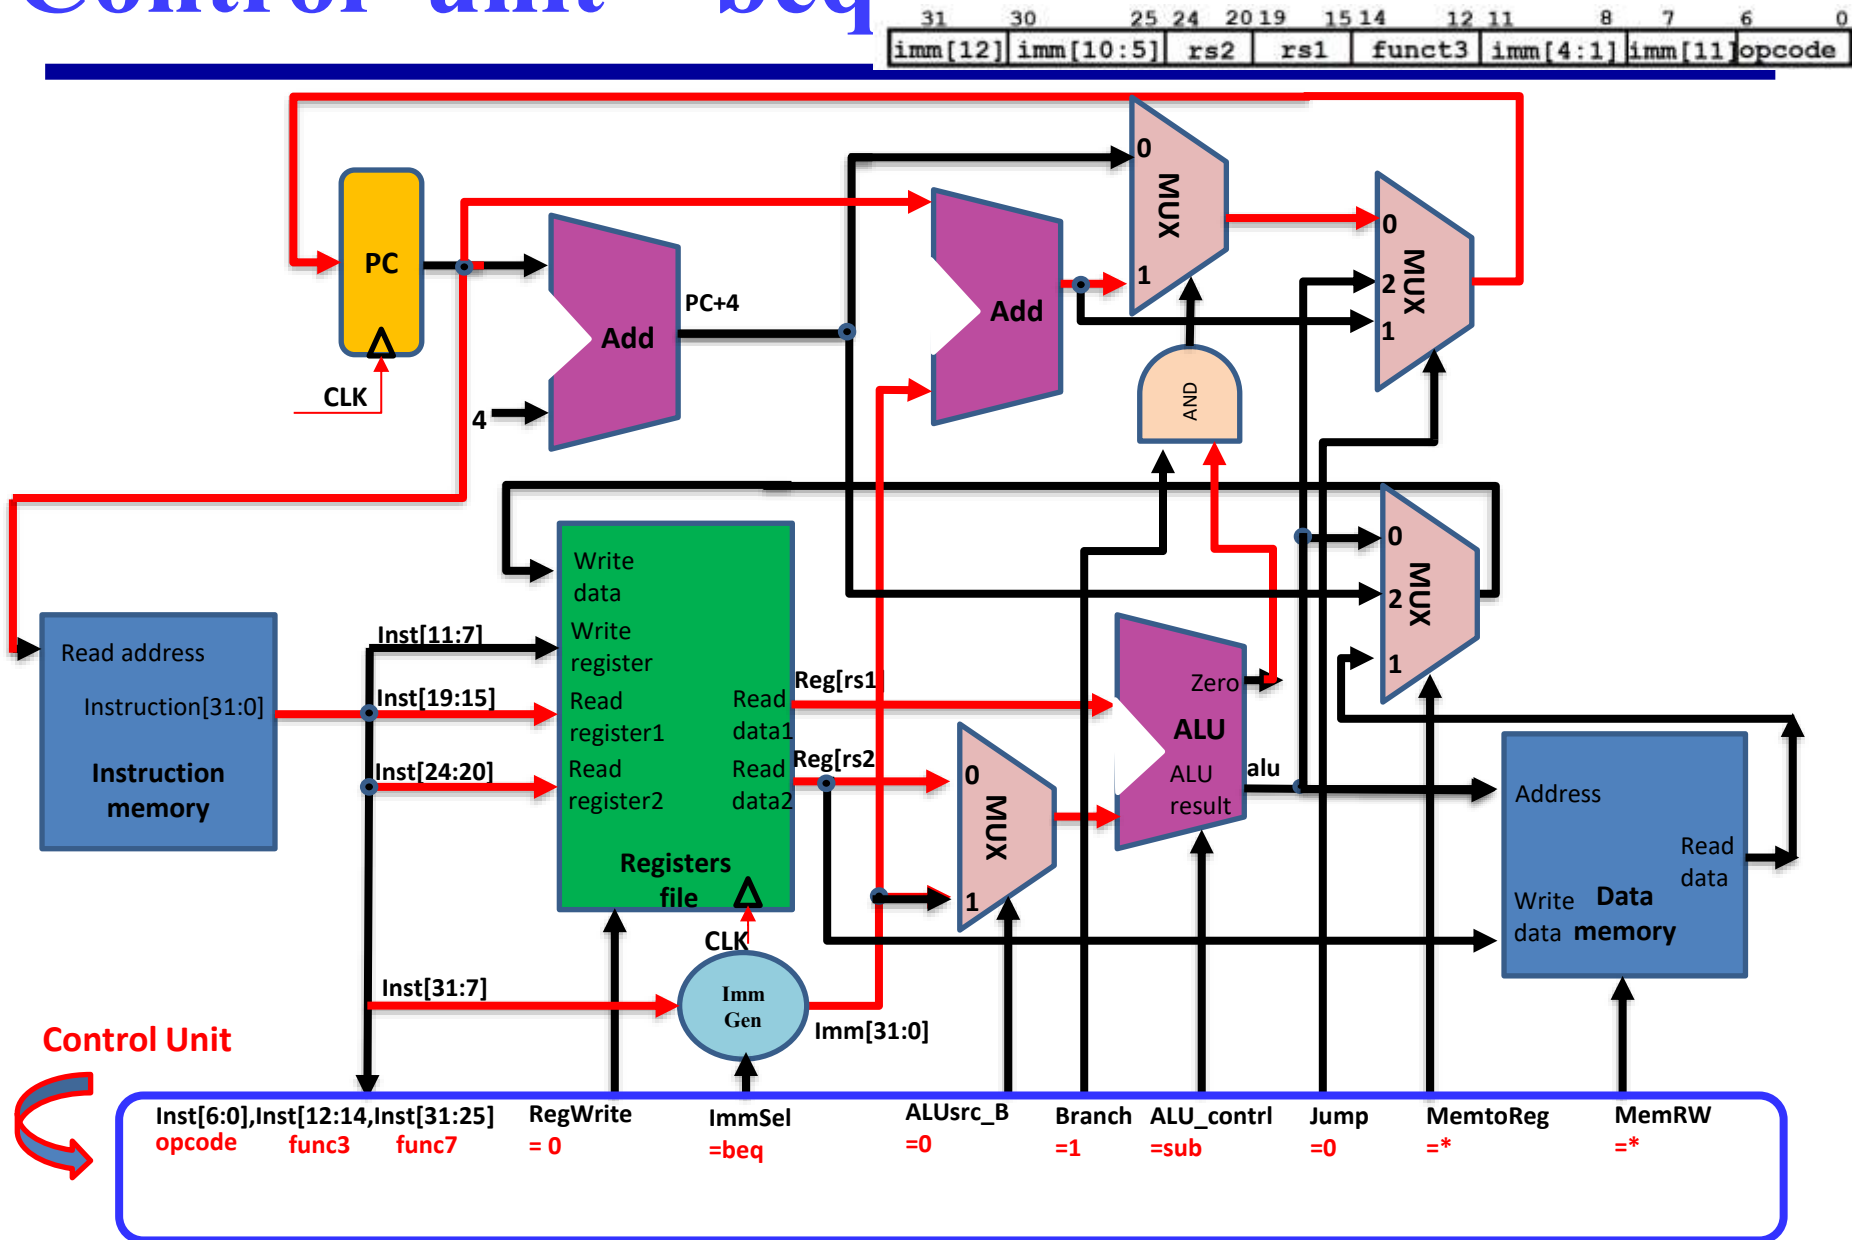 Control unit beq
31 30 25 24 20 19 15 14 12 11 8 7 6 0
imm[12] imm[10:5] rs2 rs1 funct3 imm[4:1] imm[11] opcode
0
MUX
1
0
MUX
2
1
PC
CLK
Add
PC+4
4
Add
AND
0
MUX
2
1
Write
data
Write
register
Read
register1
Read
register2
Read
data1
Read
data2
Registers
file
CLK
Read address
Instruction[31:0]
Instruction
memory
Inst[11:7]
Inst[19:15]
Inst[24:20]
Inst[31:7]
Reg[rs1
Reg[rs2
0
MUX
1
Zero
ALU
ALU
result
alu
Address
Read
data
Write
data
Data
memory
Imm
Gen
Imm[31:0]
Control Unit
Inst[6:0],Inst[12:14,Inst[31:25] RegWrite ImmSel ALUsrc_B Branch ALU_contrl Jump MemtoReg MemRW
opcode func3 func7 = 0 =beq =0 =1 =sub =0 =* =*